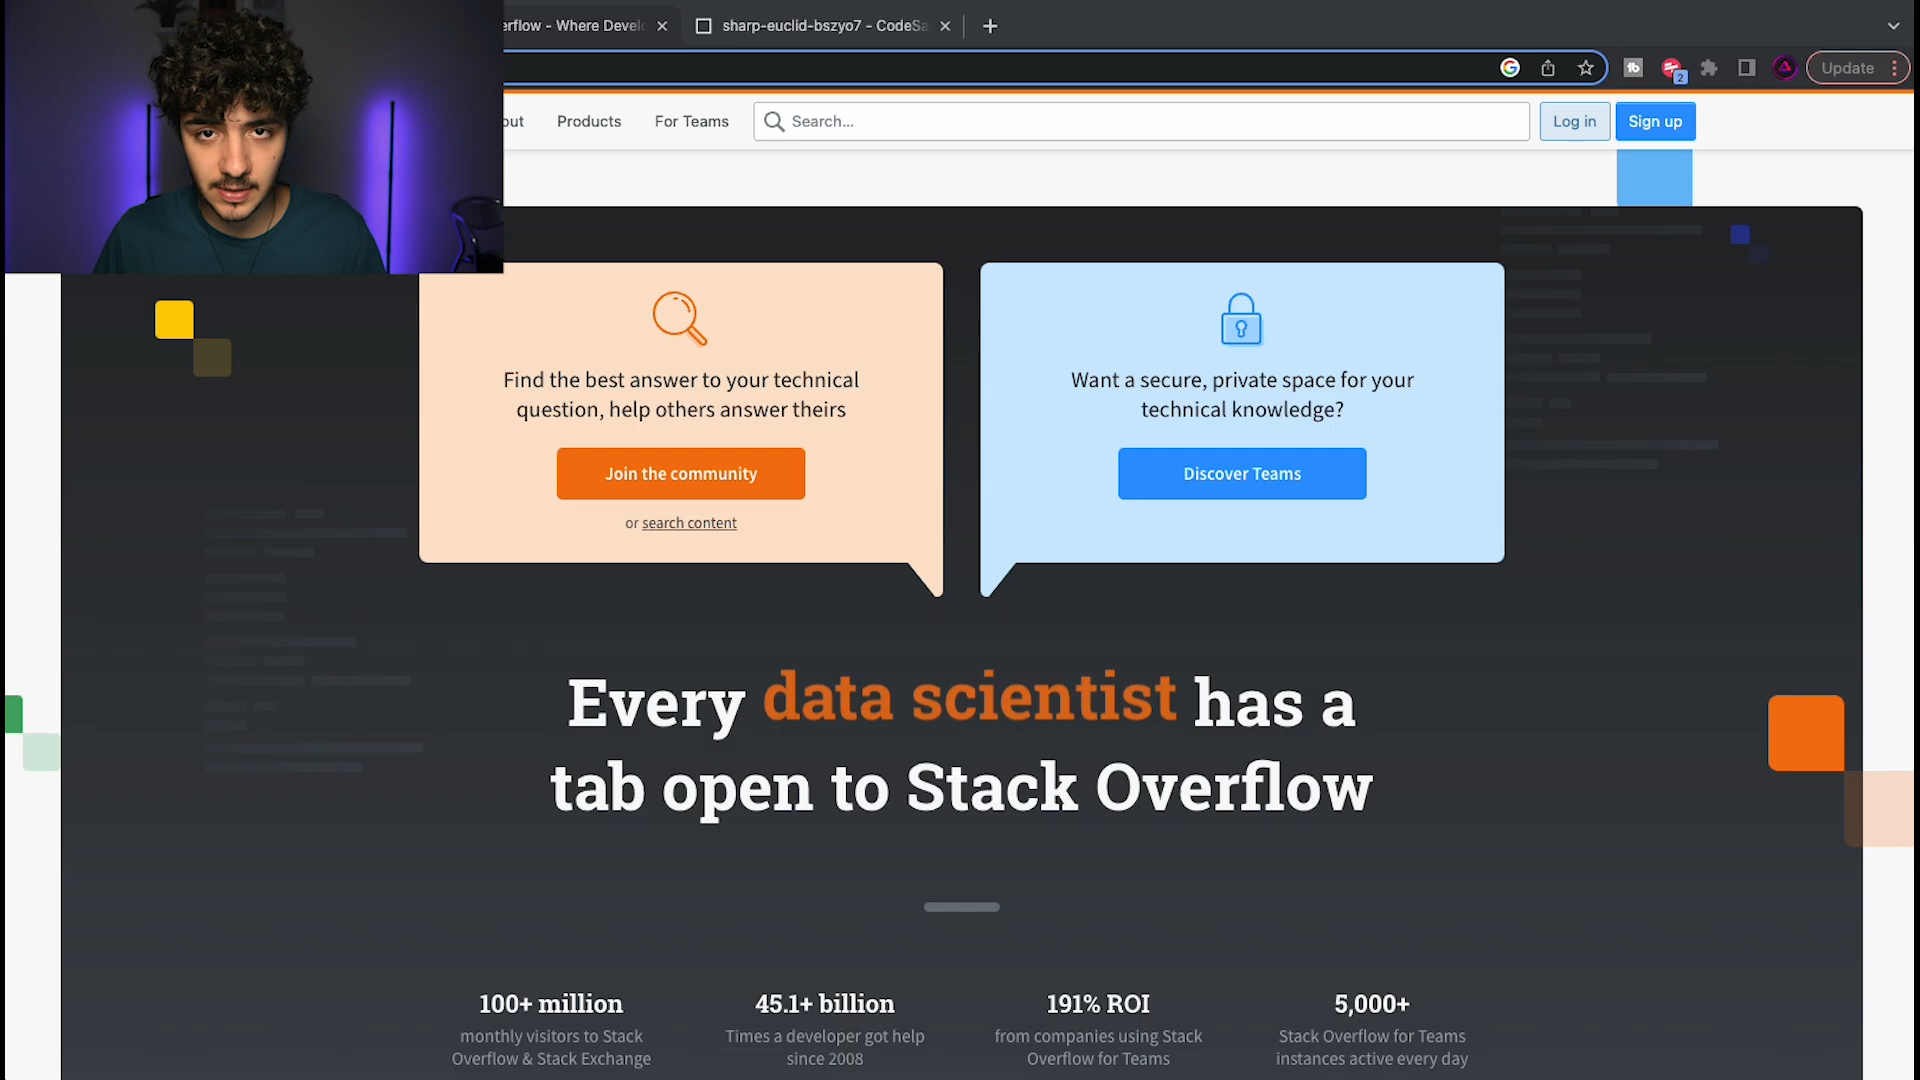 erflow - Where Develo
sharp-euclid-bszyo7 - CodeSa
2
Update
out
Products
For Teams
Search...
Log in
Sign up
Find the best answer to your technical
question, help others answer theirs
Join the community
or search content
Want a secure, private space for your
technical knowledge?
Discover Teams
Every data scientist has a
tab open to Stack Overflow
100+ million
monthly visitors to Stack
Overflow & Stack Exchange
45.1+ billion
Times a developer got help
since 2008
191% ROI
from companies using Stack
Overflow for Teams
5,000+
Stack Overflow for Teams
instances active every day